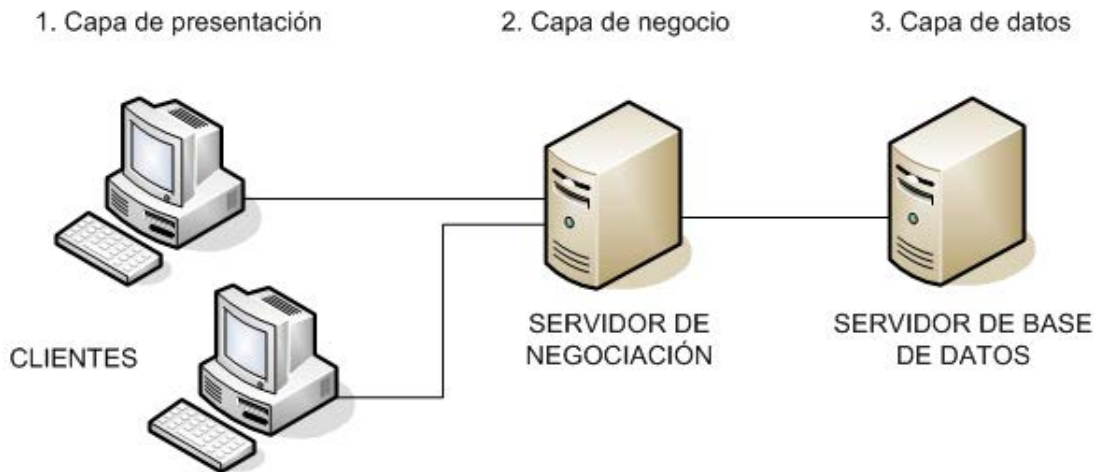 1. Capa de presentación
2. Capa de negocio
3. Capa de datos
CLIENTES
SERVIDOR DE
NEGOCIACIÓN
SERVIDOR DE BASE
DE DATOS